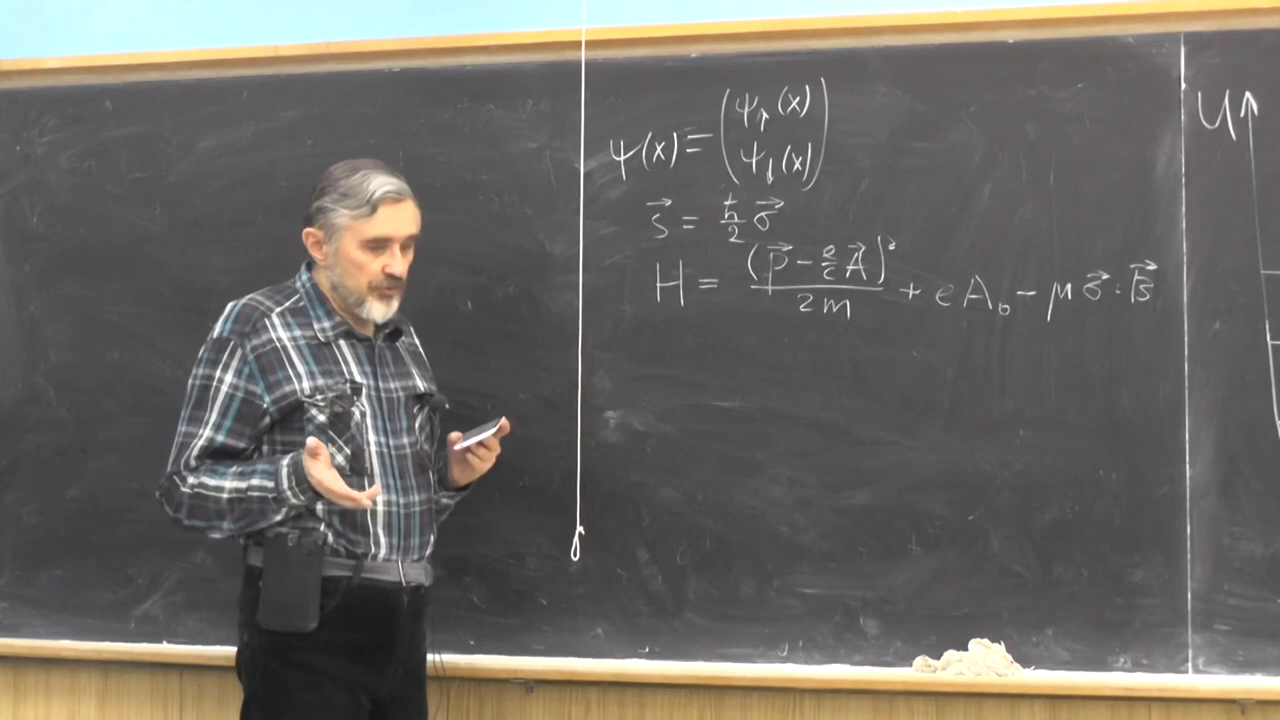 ψ(x) = (ψ↑(x)
ψ↓(x))
s⃗ = ħ/2 σ⃗
H = (p⃗ − e/c A⃗)²/2m + eA₀ − μ σ⃗·B⃗
U